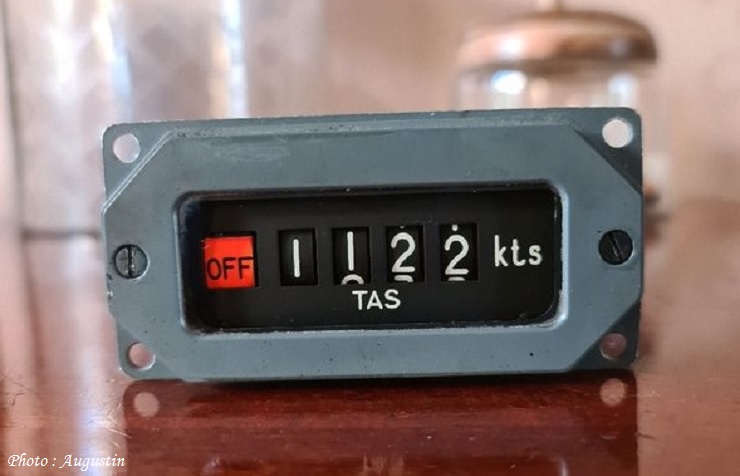 OFF 1122 kts
TAS
Photo : Augustin